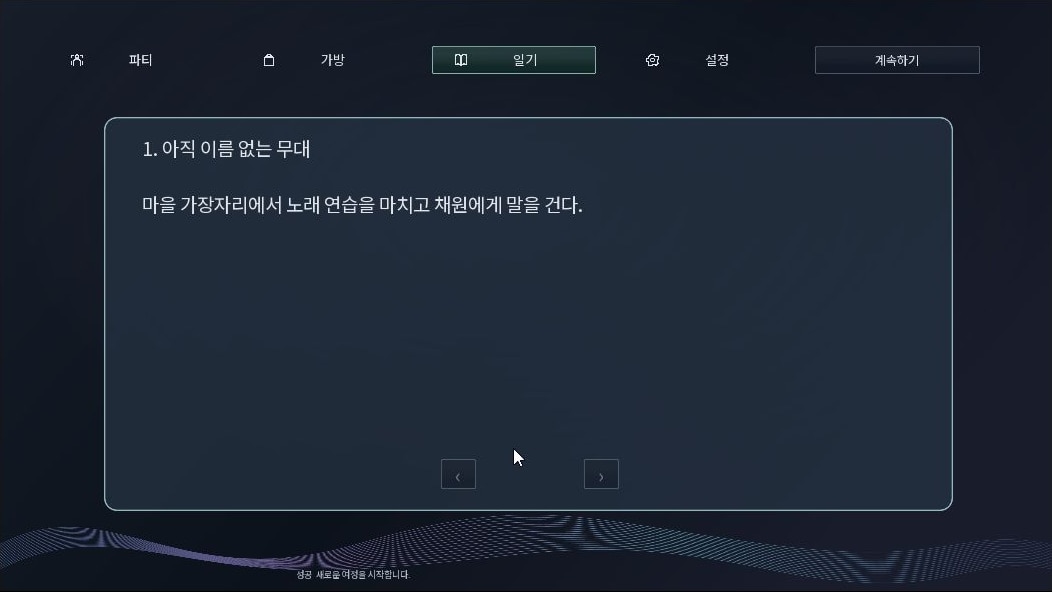 파티
가방
일기
설정
계속하기
1. 아직 이름 없는 무대
마을 가장자리에서 노래 연습을 마치고 채원에게 말을 건다.
‹
›
성공 새로운 여정을 시작합니다.